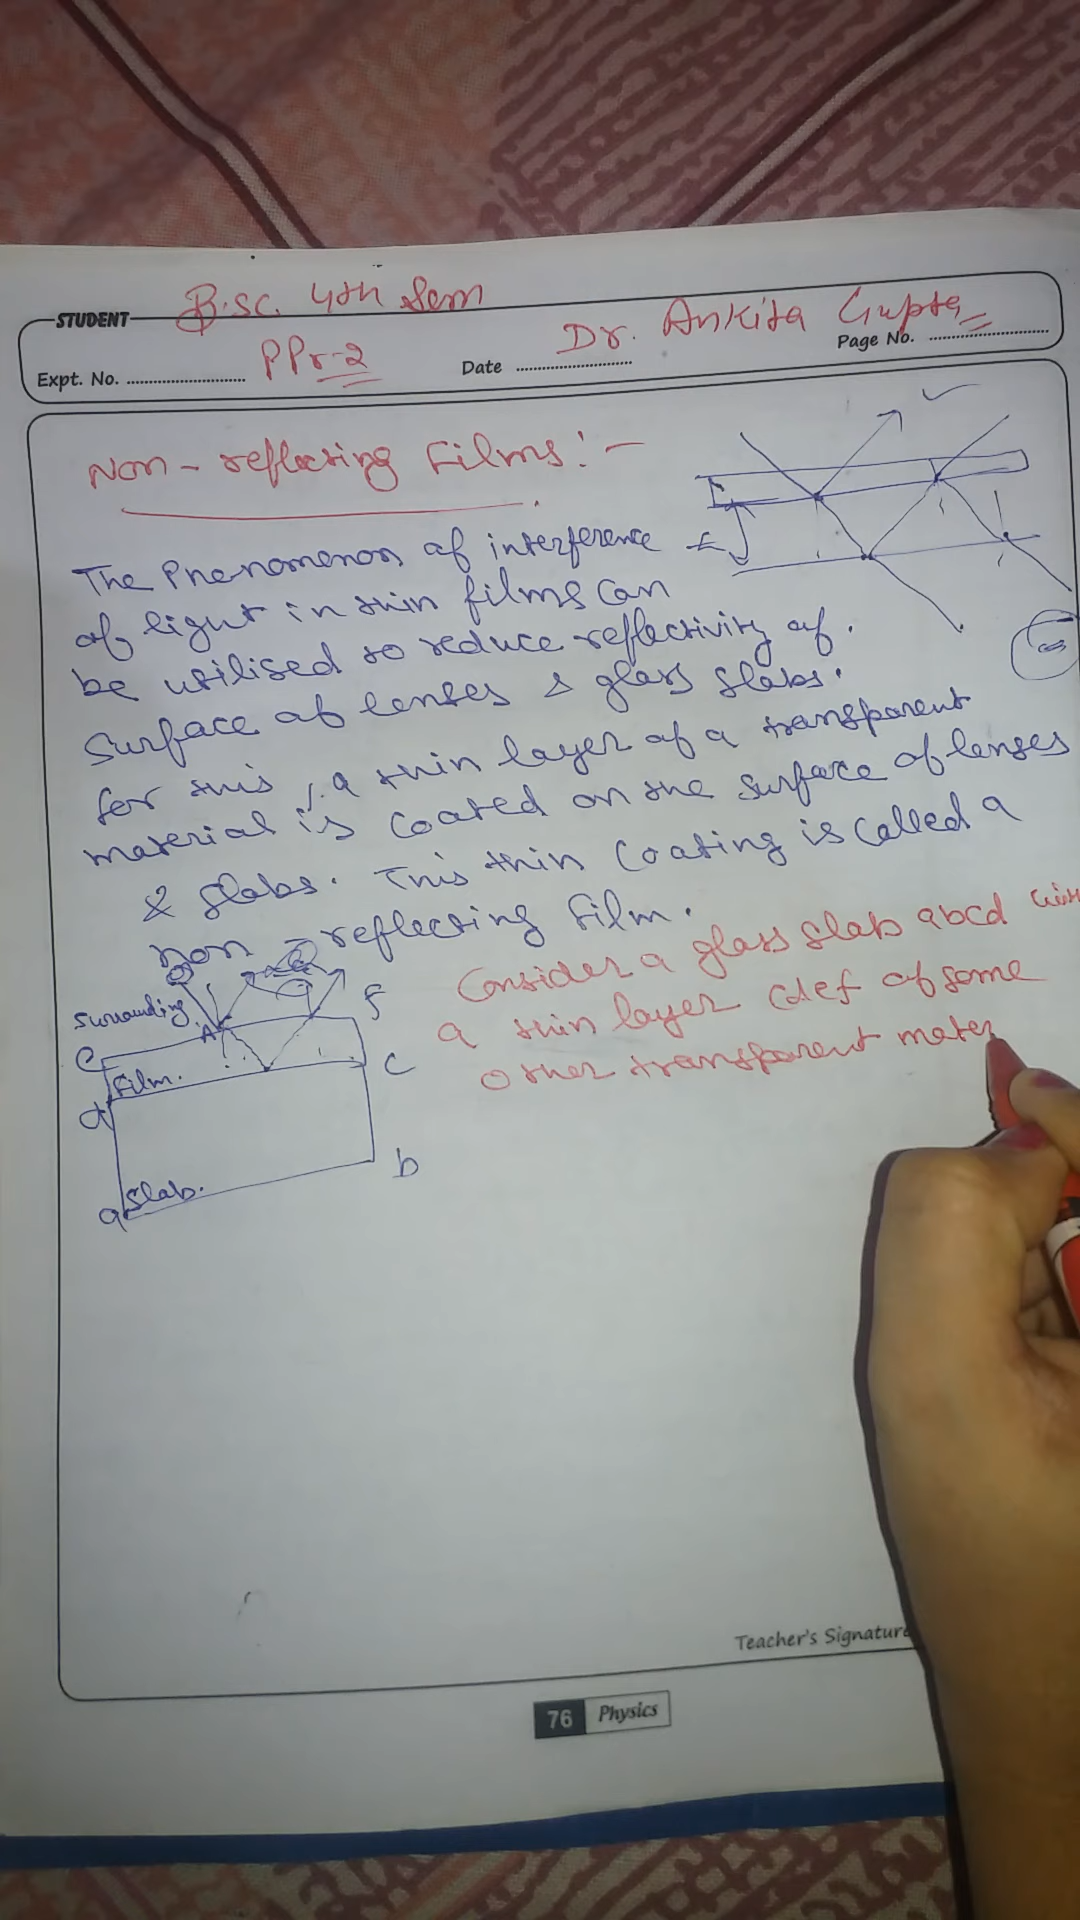 B.sc. 4th Sem
STUDENT
PPr-2
Dr. Ankita Gupta
Expt. No.
Date
Page No.
Non-reflecting Films:-
The Phenomenon of interference
of light in thin films can
be utilised to reduce reflectivity of
Surface of lenses & glass slabs.
for this, a thin layer of a transparent
material is coated on the surface of lenses
& slabs. This thin coating is called a
non-reflecting film.
Consider a glass slab abcd with
a thin layer cdef of some
other transparent mater
t
Surrounding
A
f
e
film.
c
d
b
Slab.
a
Teacher's Signature
76 Physics